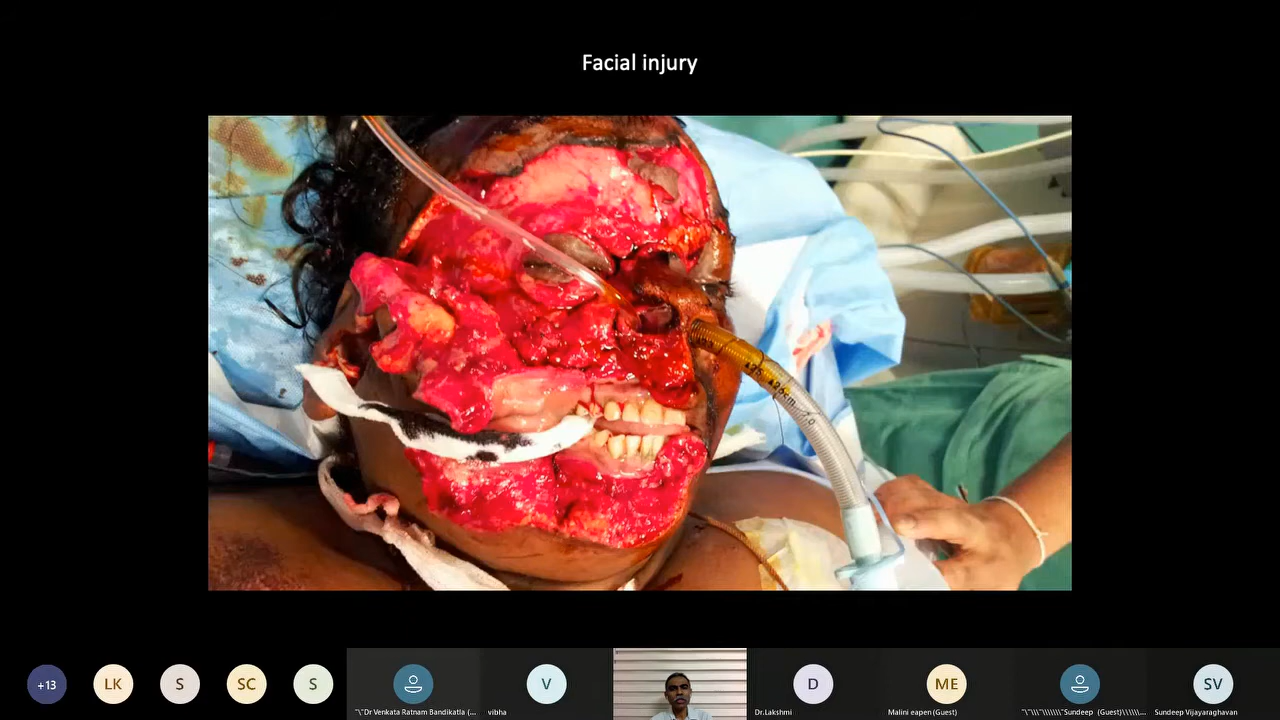 Facial injury
+13
LK
S
SC
S
"\"Dr Venkata Ratnam Bandikatla (...
V
vibha
D
Dr.Lakshmi
ME
Malini eapen (Guest)
"\"\\\"\\\\\\\"Sundeep (Guest)\\\\\\...
SV
Sundeep Vijayaraghavan